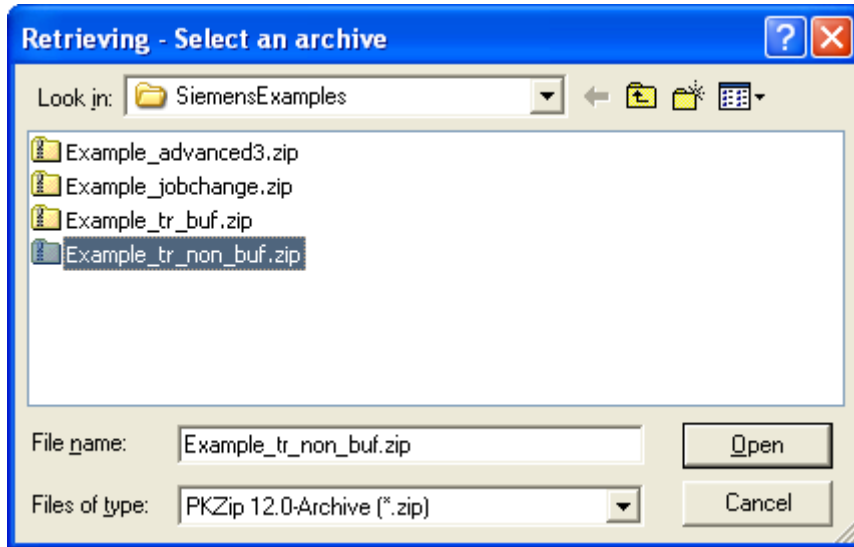 Retrieving - Select an archive
Look in: SiemensExamples
Example_advanced3.zip
Example_jobchange.zip
Example_tr_buf.zip
Example_tr_non_buf.zip
File name: Example_tr_non_buf.zip Open
Files of type: PKZip 12.0-Archive (*.zip) Cancel